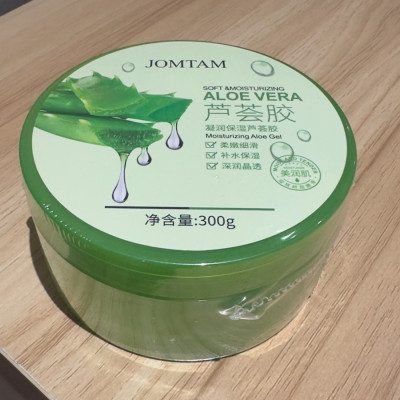 JOMTAM
SOFT &MOISTURIZING
ALOE VERA
芦荟胶
凝润保湿芦荟胶
Moisturizing Aloe Gel
✓ 柔嫩细滑
✓ 补水保湿
✓ 深润晶透
美润肌
净含量:300g